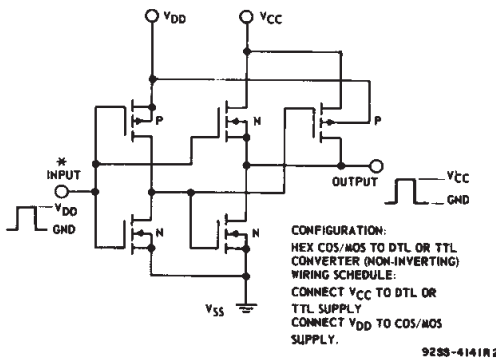 VDD
VCC
P
N
P
*
INPUT
OUTPUT
VDD
GND
VCC
GND
N
N
VSS
CONFIGURATION:
HEX COS/MOS TO DTL OR TTL
CONVERTER (NON-INVERTING)
WIRING SCHEDULE:
CONNECT VCC TO DTL OR
TTL SUPPLY
CONNECT VDD TO COS/MOS
SUPPLY.
92SS-4141R2